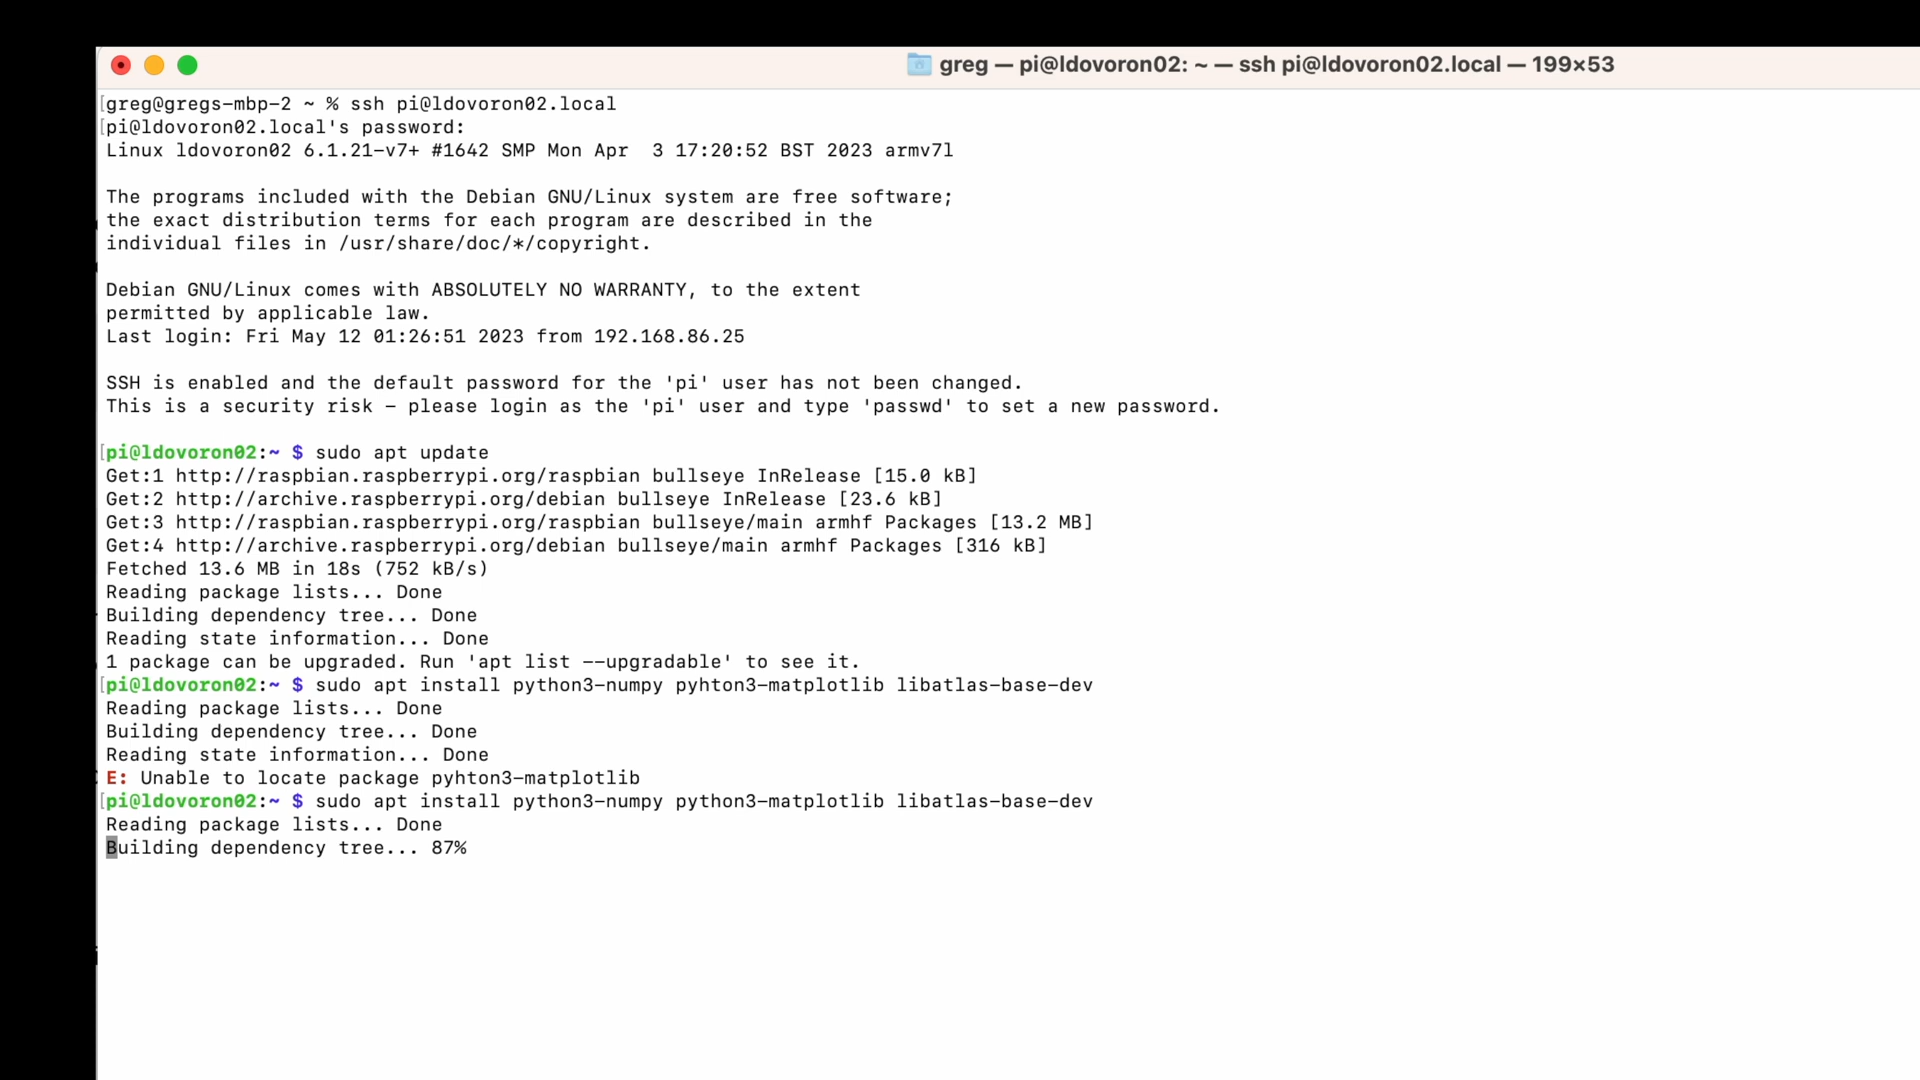 greg — pi@ldovoron02: ~ — ssh pi@ldovoron02.local — 199×53
[greg@gregs-mbp-2 ~ % ssh pi@ldovoron02.local
[pi@ldovoron02.local's password:
Linux ldovoron02 6.1.21-v7+ #1642 SMP Mon Apr  3 17:20:52 BST 2023 armv7l
The programs included with the Debian GNU/Linux system are free software;
the exact distribution terms for each program are described in the
individual files in /usr/share/doc/*/copyright.
Debian GNU/Linux comes with ABSOLUTELY NO WARRANTY, to the extent
permitted by applicable law.
Last login: Fri May 12 01:26:51 2023 from 192.168.86.25
SSH is enabled and the default password for the 'pi' user has not been changed.
This is a security risk - please login as the 'pi' user and type 'passwd' to set a new password.
[pi@ldovoron02:~ $ sudo apt update
Get:1 http://raspbian.raspberrypi.org/raspbian bullseye InRelease [15.0 kB]
Get:2 http://archive.raspberrypi.org/debian bullseye InRelease [23.6 kB]
Get:3 http://raspbian.raspberrypi.org/raspbian bullseye/main armhf Packages [13.2 MB]
Get:4 http://archive.raspberrypi.org/debian bullseye/main armhf Packages [316 kB]
Fetched 13.6 MB in 18s (752 kB/s)
Reading package lists... Done
Building dependency tree... Done
Reading state information... Done
1 package can be upgraded. Run 'apt list --upgradable' to see it.
[pi@ldovoron02:~ $ sudo apt install python3-numpy pyhton3-matplotlib libatlas-base-dev
Reading package lists... Done
Building dependency tree... Done
Reading state information... Done
E: Unable to locate package pyhton3-matplotlib
[pi@ldovoron02:~ $ sudo apt install python3-numpy python3-matplotlib libatlas-base-dev
Reading package lists... Done
Building dependency tree... 87%